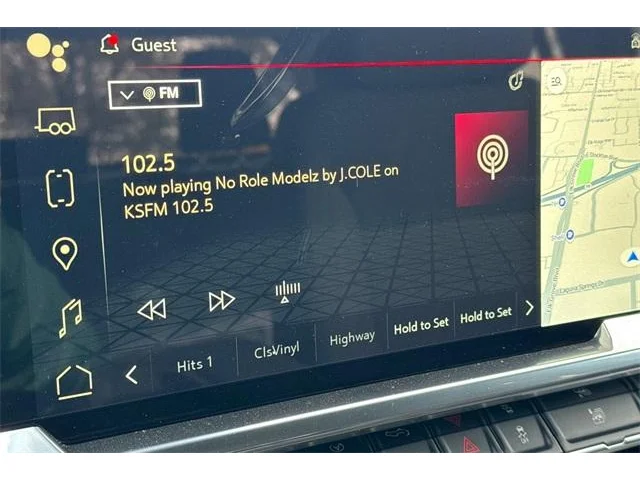 Guest
FM
102.5
Now playing No Role Modelz by J.COLE on
KSFM 102.5
Hits 1
ClsVinyl
Highway
Hold to Set
Hold to Set